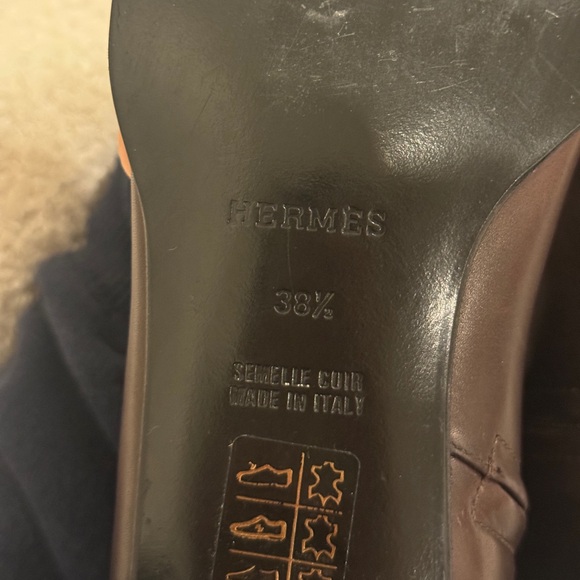 HERMÈS
38½
SEMELLE CUIR
MADE IN ITALY